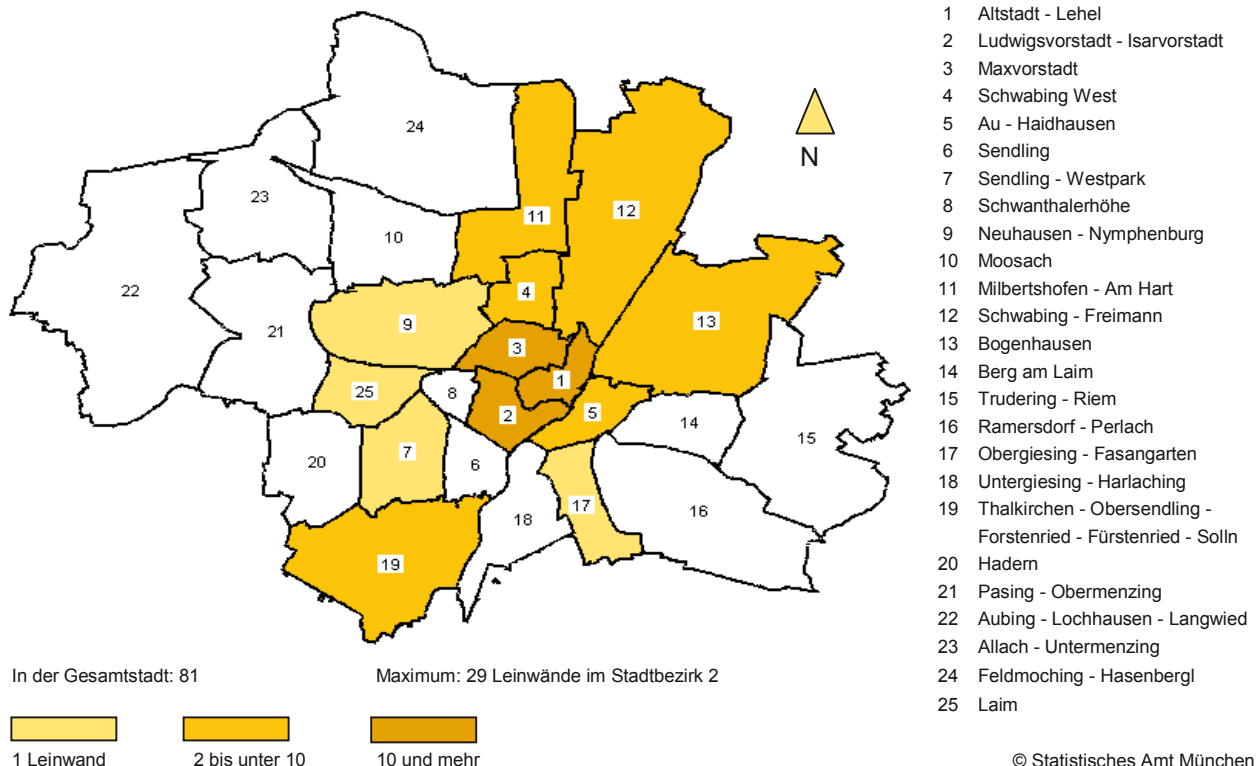 1 Altstadt - Lehel
2 Ludwigsvorstadt - Isarvorstadt
3 Maxvorstadt
4 Schwabing West
5 Au - Haidhausen
6 Sendling
7 Sendling - Westpark
8 Schwanthalerhöhe
9 Neuhausen - Nymphenburg
10 Moosach
11 Milbertshofen - Am Hart
12 Schwabing - Freimann
13 Bogenhausen
14 Berg am Laim
15 Trudering - Riem
16 Ramersdorf - Perlach
17 Obergiesing - Fasangarten
18 Untergiesing - Harlaching
19 Thalkirchen - Obersendling -
Forstenried - Fürstenried - Solln
20 Hadern
21 Pasing - Obermenzing
22 Aubing - Lochhausen - Langwied
23 Allach - Untermenzing
24 Feldmoching - Hasenbergl
25 Laim
N
24
23
11
12
10
22
4
21
9
13
3
1
25
8
2
5
14
15
7
20
6
17
16
18
19
In der Gesamtstadt: 81 Maximum: 29 Leinwände im Stadtbezirk 2
1 Leinwand 2 bis unter 10 10 und mehr
© Statistisches Amt München